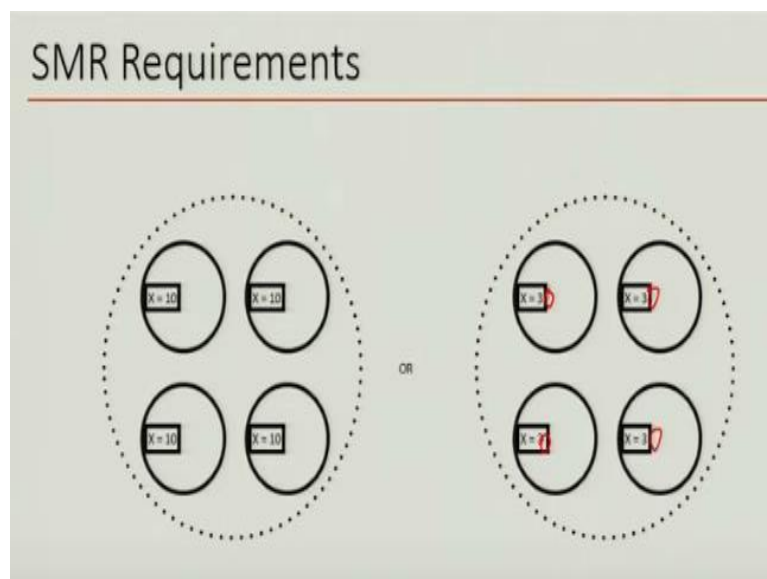 SMR Requirements
X = 10 X = 10 X = 3 X = 3
OR
X = 10 X = 10 X = X = 3